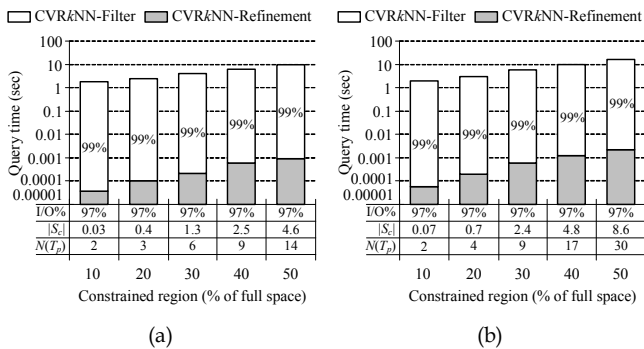 CVRkNN-Filter CVRkNN-Refinement
Query time (sec)
100
10
1
0.1
0.01
0.001
0.0001
0.00001
99% 99% 99% 99% 99%
I/O% 97% 97% 97% 97% 97%
|Sc| 0.03 0.4 1.3 2.5 4.6
N(Tp) 2 3 6 9 14
10 20 30 40 50
Constrained region (% of full space)
(a)
CVRkNN-Filter CVRkNN-Refinement
Query time (sec)
100
10
1
0.1
0.01
0.001
0.0001
0.00001
99% 99% 99% 99% 99%
I/O% 97% 97% 97% 97% 97%
|Sc| 0.07 0.7 2.4 4.8 8.6
N(Tp) 2 4 9 17 30
10 20 30 40 50
Constrained region (% of full space)
(b)